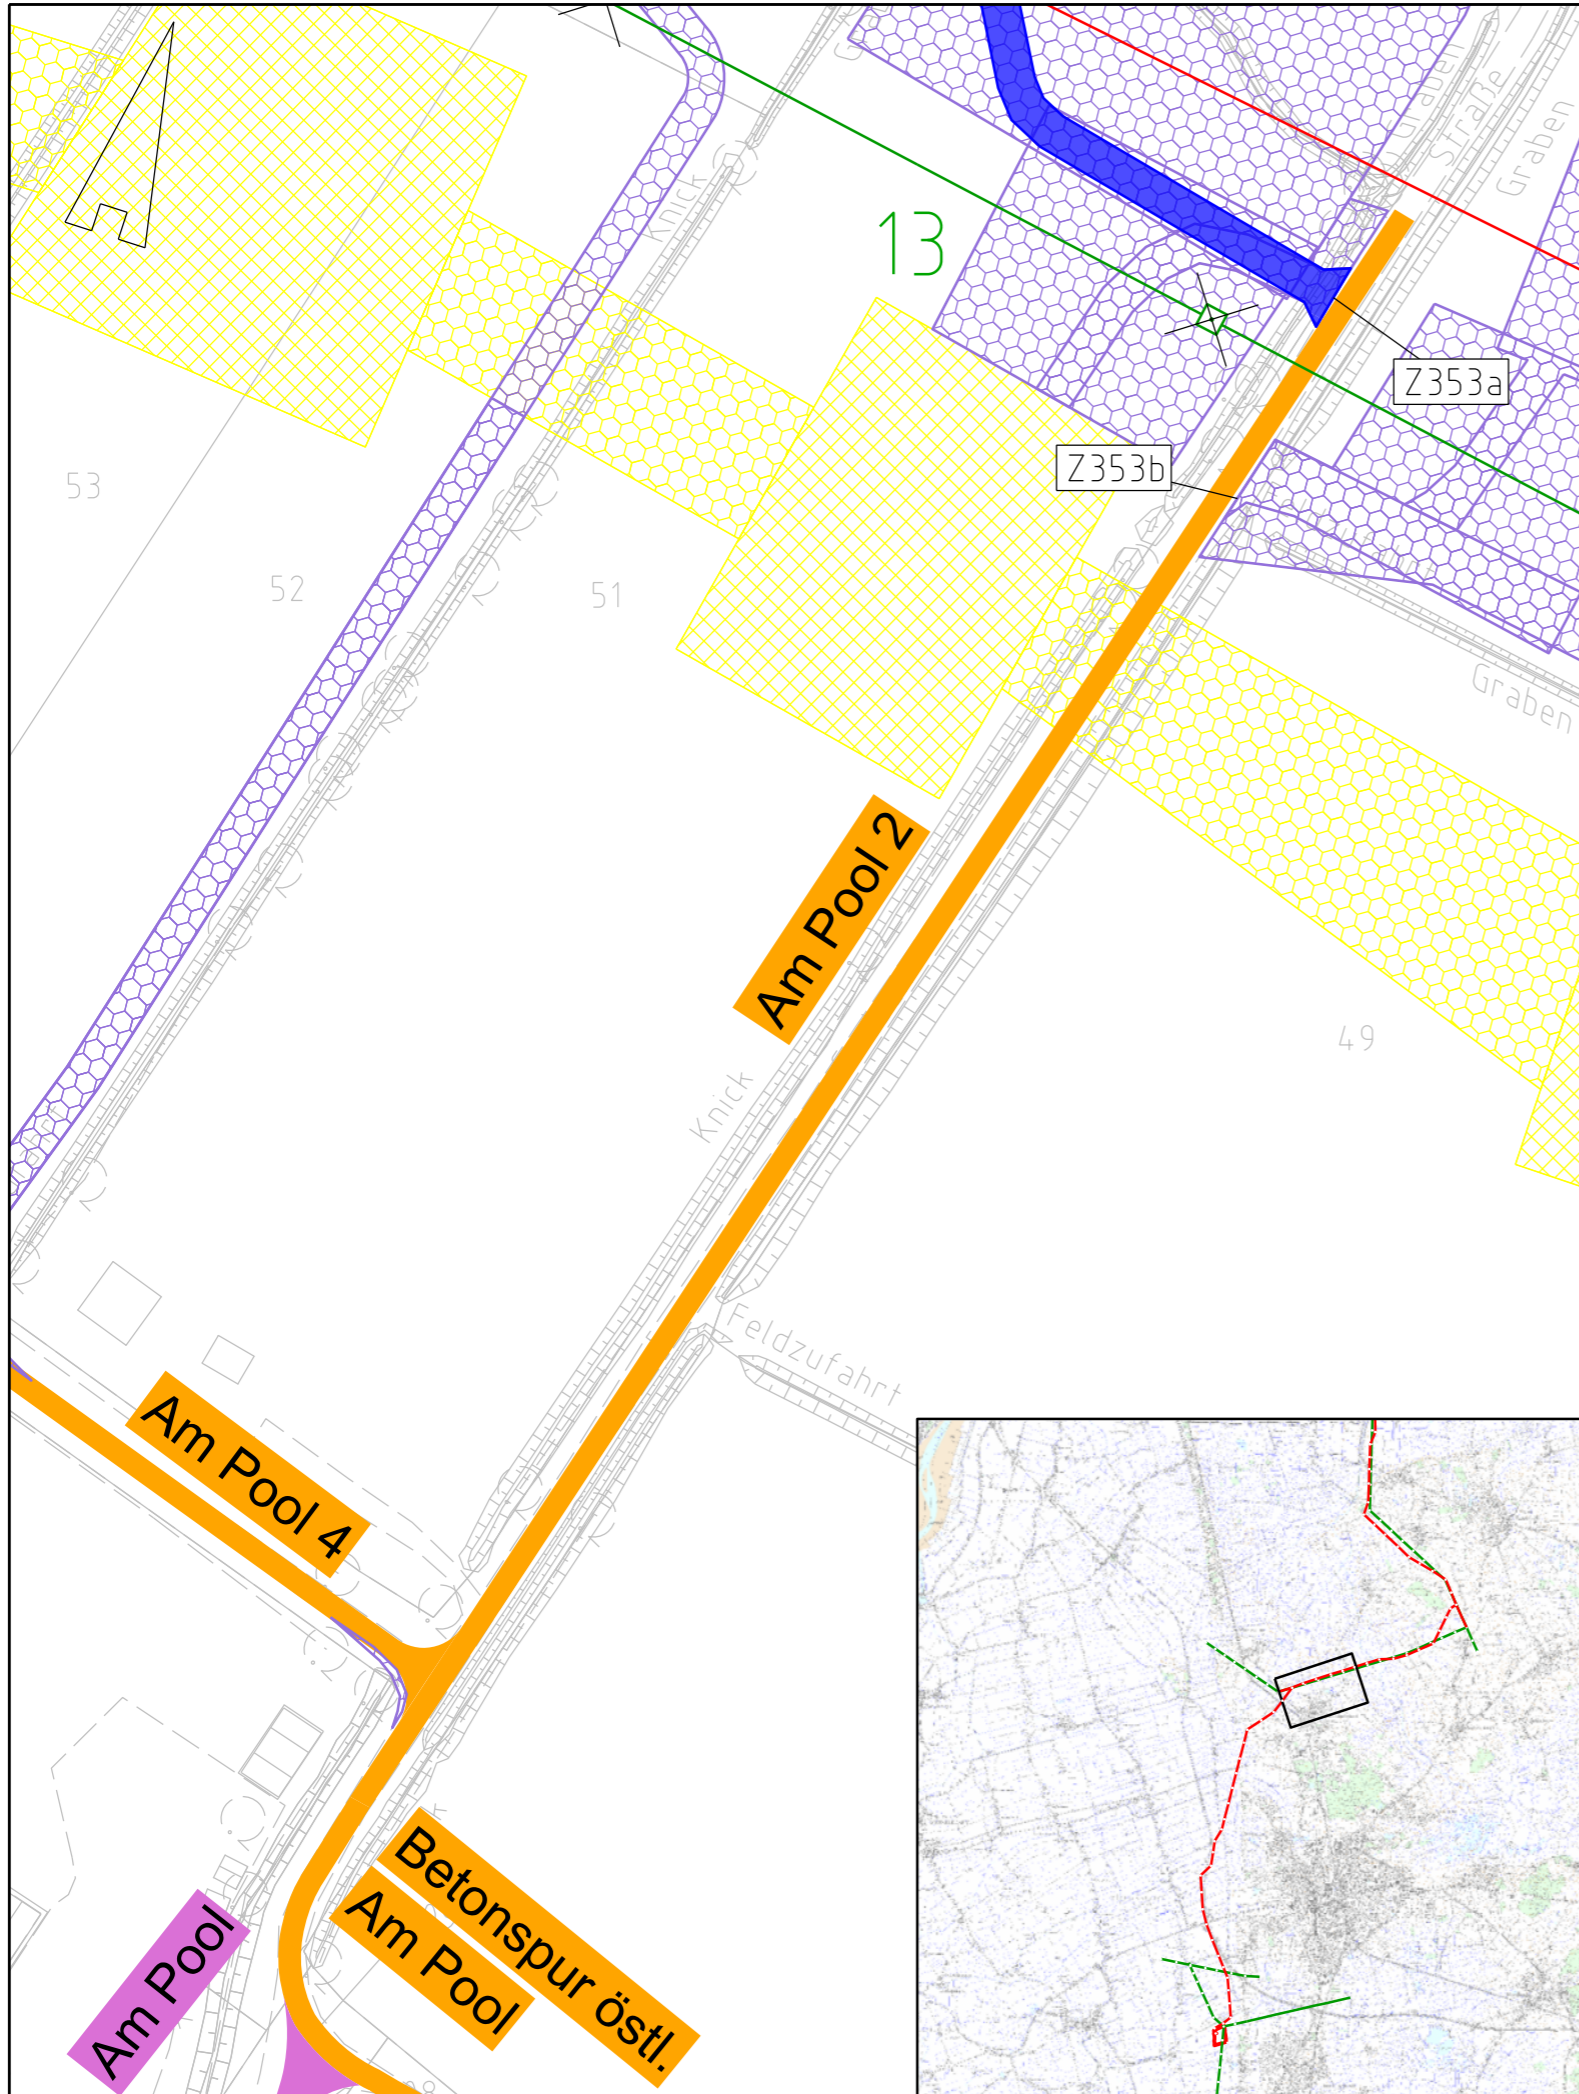 Graben
Straße
Graben
Knick
13
Z353a
Z353b
53
52
51
Graben
Am Pool 2
49
Knick
Feldzufahrt
Am Pool 4
Betonspur östl.
Am Pool
Am Pool